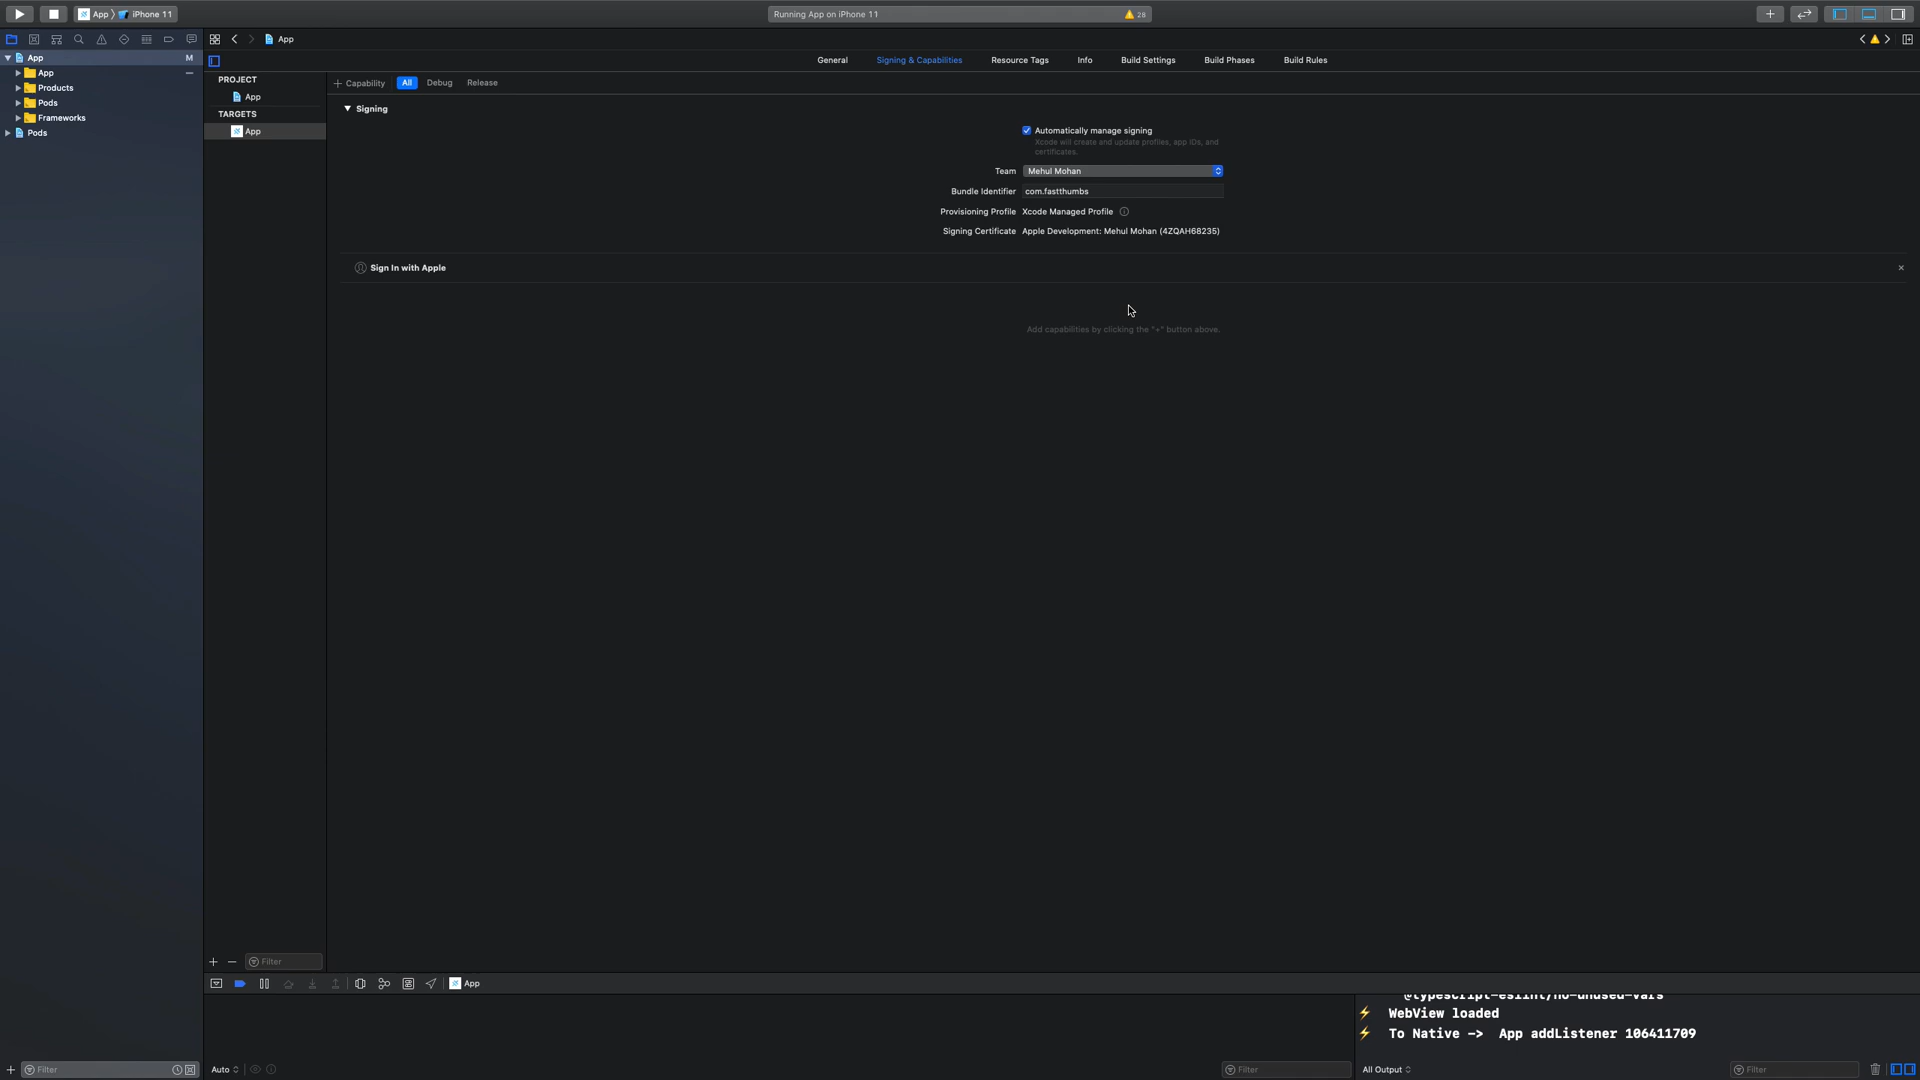 App
iPhone 11
Running App on iPhone 11
28
App
App M
App
Products
Pods
Frameworks
Pods
General
Signing & Capabilities
Resource Tags
Info
Build Settings
Build Phases
Build Rules
PROJECT
App
TARGETS
App
+ Capability
All
Debug
Release
Signing
Automatically manage signing
Xcode will create and update profiles, app IDs, and
certificates.
Team Mehul Mohan
Bundle Identifier com.fastthumbs
Provisioning Profile Xcode Managed Profile
Signing Certificate Apple Development: Mehul Mohan (4ZQAH68235)
Sign In with Apple
Add capabilities by clicking the "+" button above.
Filter
App
@typescript-eslint/no-unused-vars
⚡ WebView loaded
⚡ To Native -> App addListener 106411709
Filter
Auto
Filter
All Output
Filter